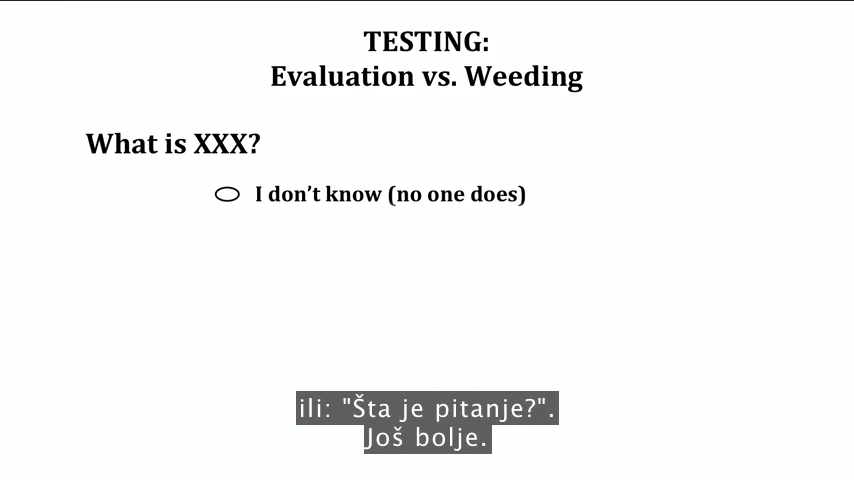 TESTING:
Evaluation vs. Weeding
What is XXX?
I don't know (no one does)
ili: "Šta je pitanje?".
Još bolje.